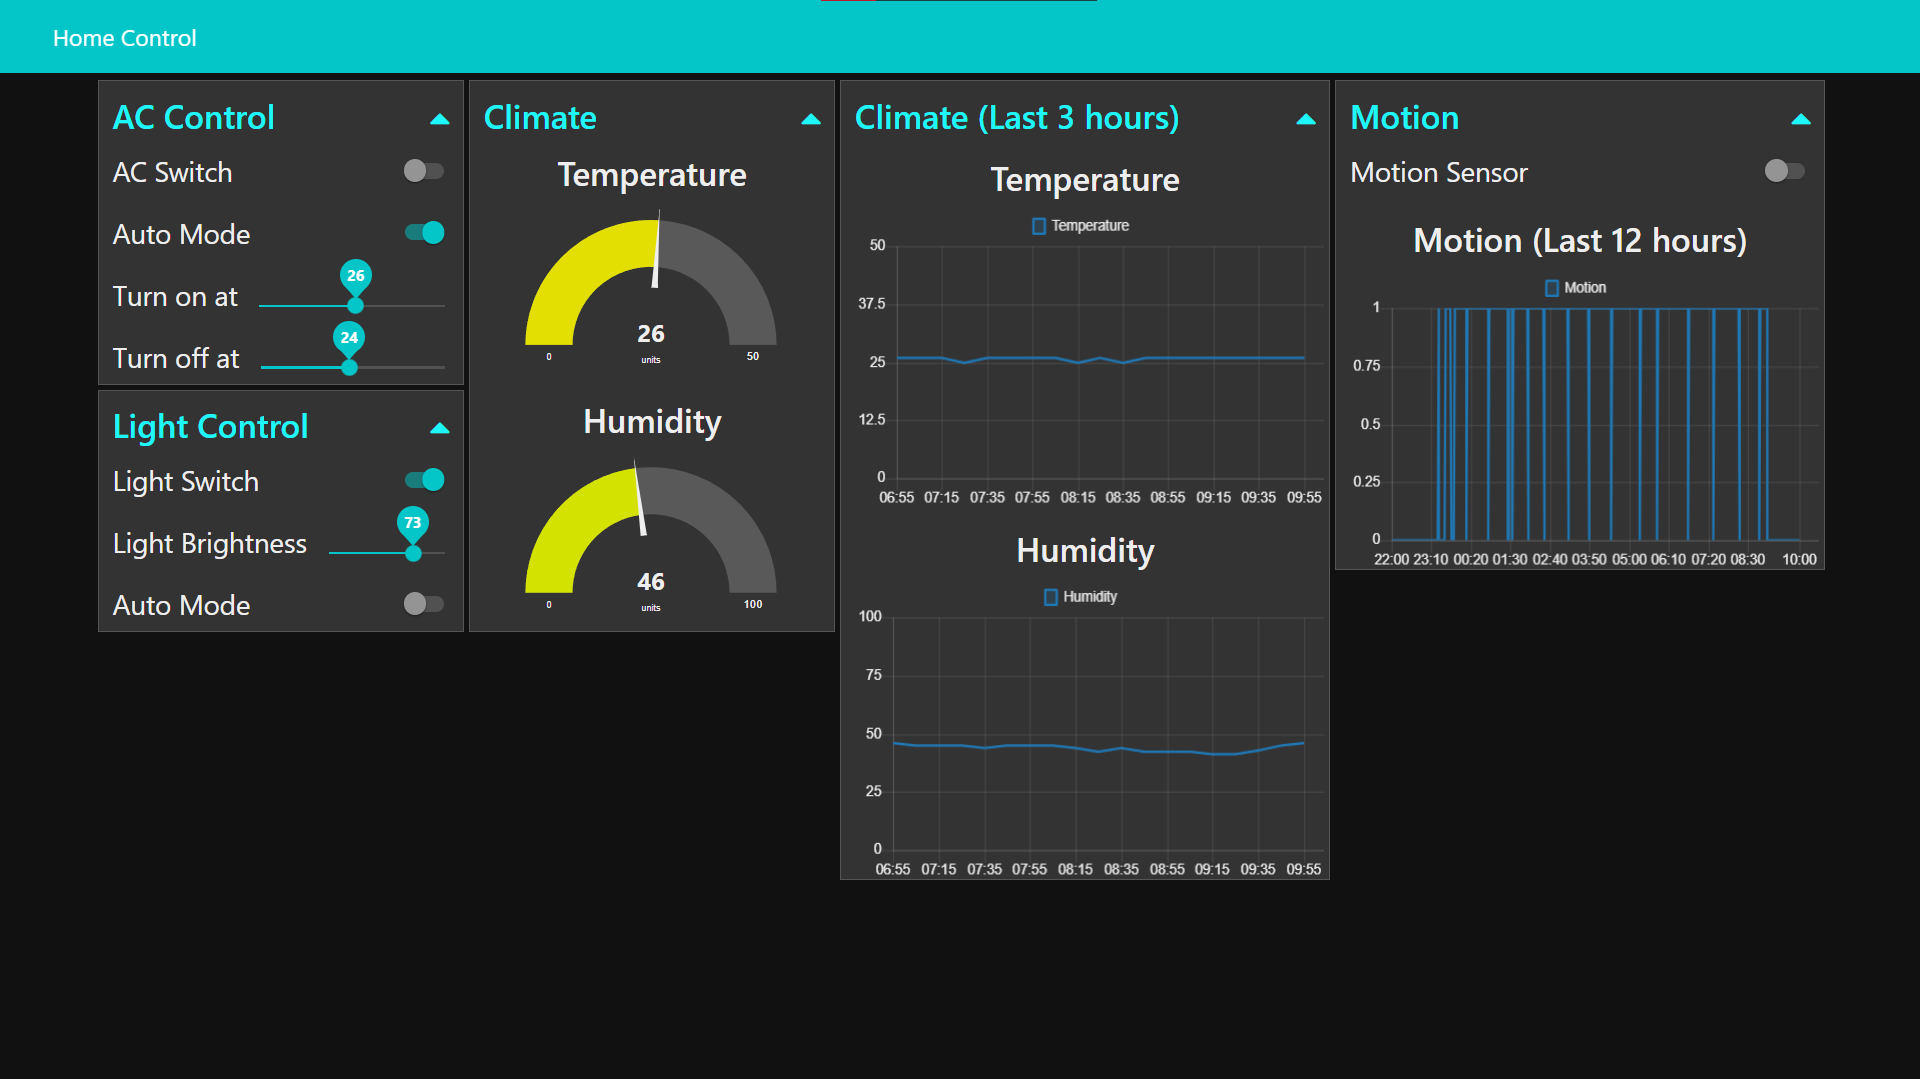 Home Control
AC Control
AC Switch
Auto Mode
26
Turn on at
24
Turn off at
Light Control
Light Switch
73
Light Brightness
Auto Mode
Climate
Temperature
26
units
0 50
Humidity
46
units
0 100
Climate (Last 3 hours)
Temperature
Temperature
50
37.5
25
12.5
0
06:55 07:15 07:35 07:55 08:15 08:35 08:55 09:15 09:35 09:55
Humidity
Humidity
100
75
50
25
0
06:55 07:15 07:35 07:55 08:15 08:35 08:55 09:15 09:35 09:55
Motion
Motion Sensor
Motion (Last 12 hours)
Motion
1
0.75
0.5
0.25
0
22:00 23:10 00:20 01:30 02:40 03:50 05:00 06:10 07:20 08:30 10:00